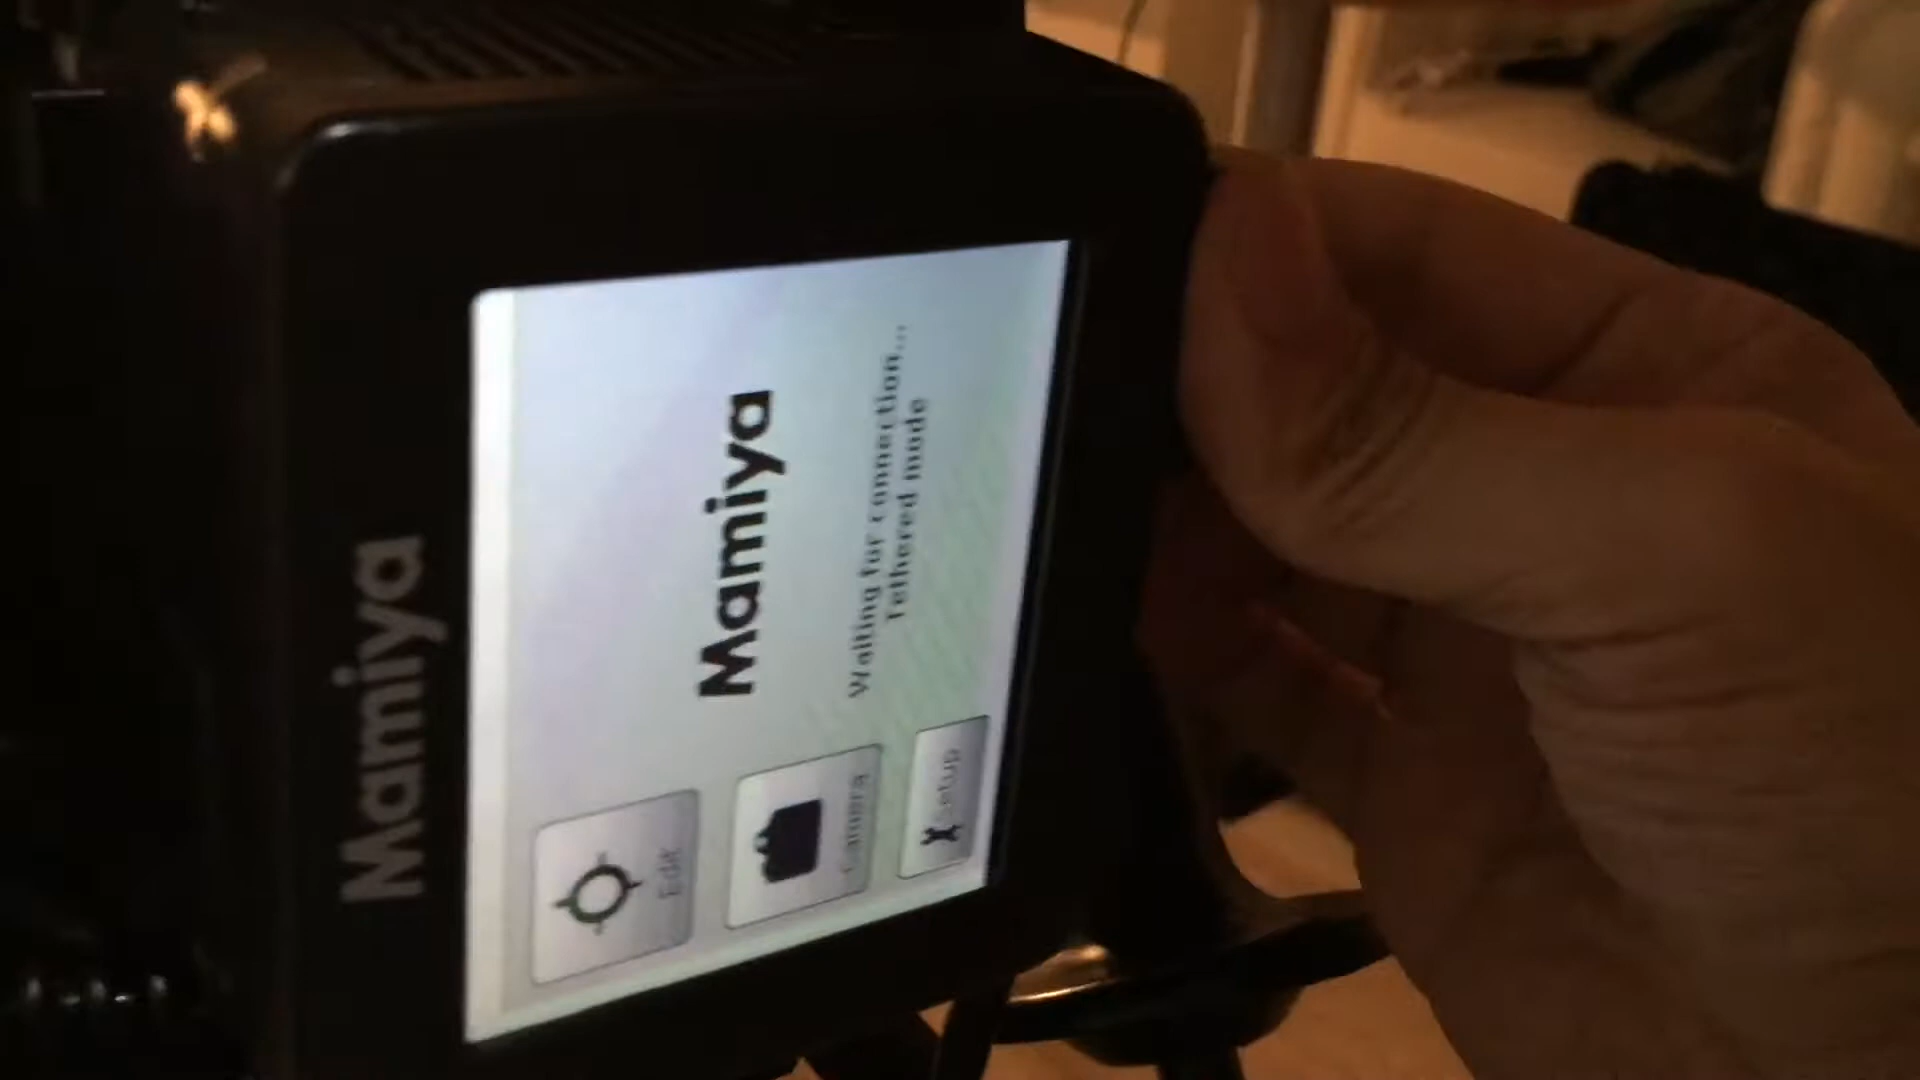 Mamiya
Mamiya
Waiting for connection...
Tethered mode
Edit
Camera
Setup